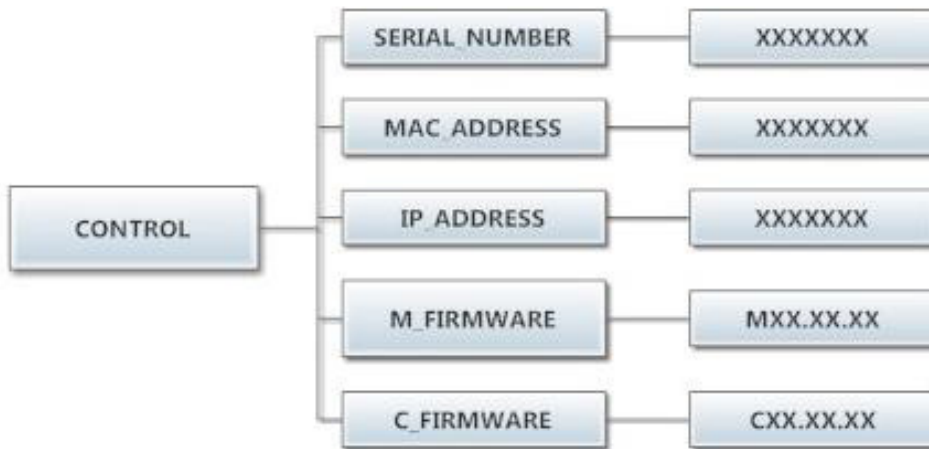 SERIAL_NUMBER XXXXXXX
MAC_ADDRESS XXXXXXX
CONTROL
IP_ADDRESS XXXXXXX
M_FIRMWARE MXX.XX.XX
C_FIRMWARE CXX.XX.XX